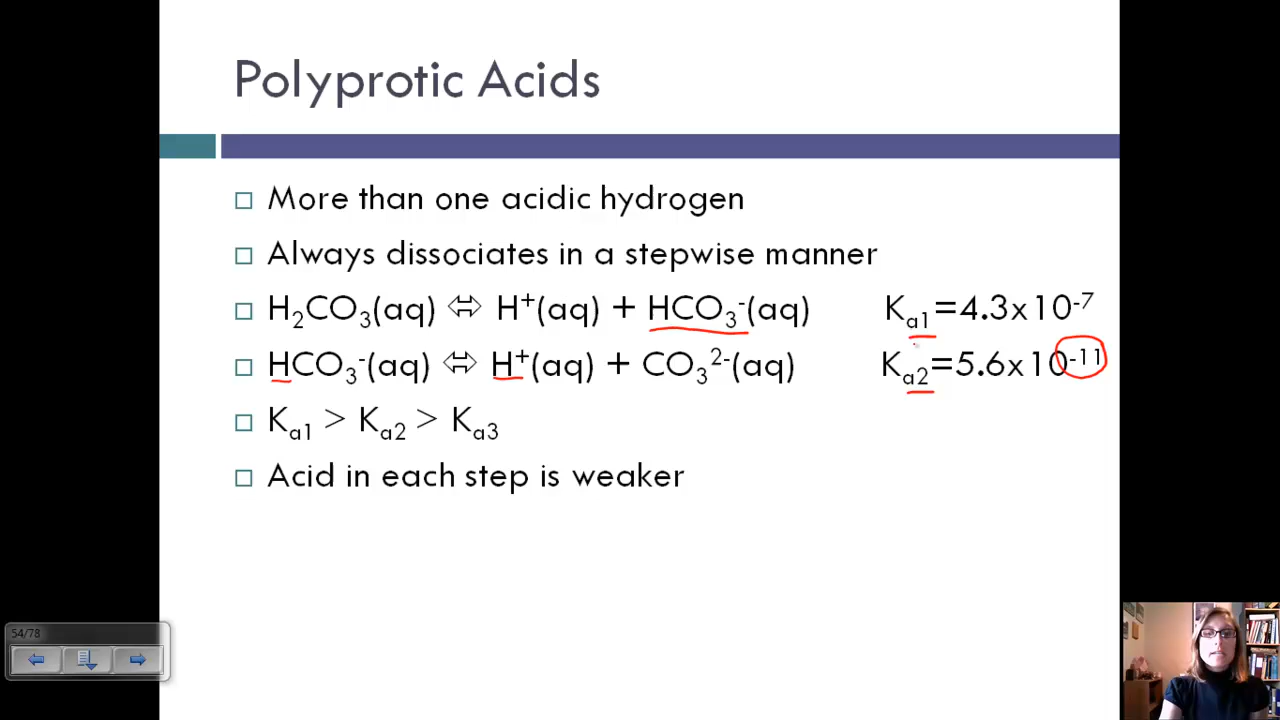 Polyprotic Acids
More than one acidic hydrogen
Always dissociates in a stepwise manner
H₂CO₃(aq) ⇔ H⁺(aq) + HCO₃⁻(aq) Kₐ₁=4.3x10⁻⁷
HCO₃⁻(aq) ⇔ H⁺(aq) + CO₃²⁻(aq) Kₐ₂=5.6x10⁻¹¹
Kₐ₁ > Kₐ₂ > Kₐ₃
Acid in each step is weaker
54/78